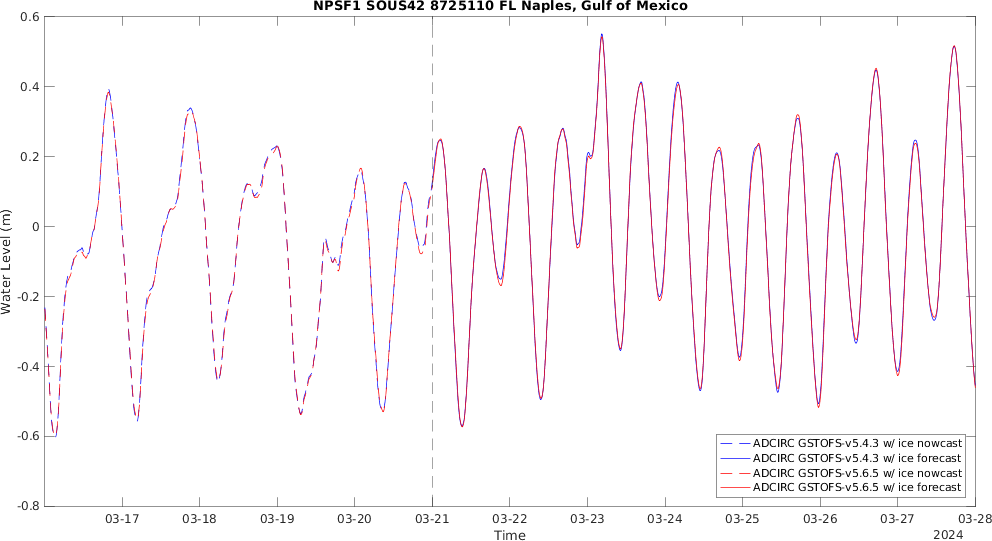 NPSF1 SOUS42 8725110 FL Naples, Gulf of Mexico
Water Level (m)
0.6
0.4
0.2
0
-0.2
-0.4
-0.6
-0.8
ADCIRC GSTOFS-v5.4.3 w/ ice nowcast
ADCIRC GSTOFS-v5.4.3 w/ ice forecast
ADCIRC GSTOFS-v5.6.5 w/ ice nowcast
ADCIRC GSTOFS-v5.6.5 w/ ice forecast
03-17 03-18 03-19 03-20 03-21 03-22 03-23 03-24 03-25 03-26 03-27 03-28
Time
2024